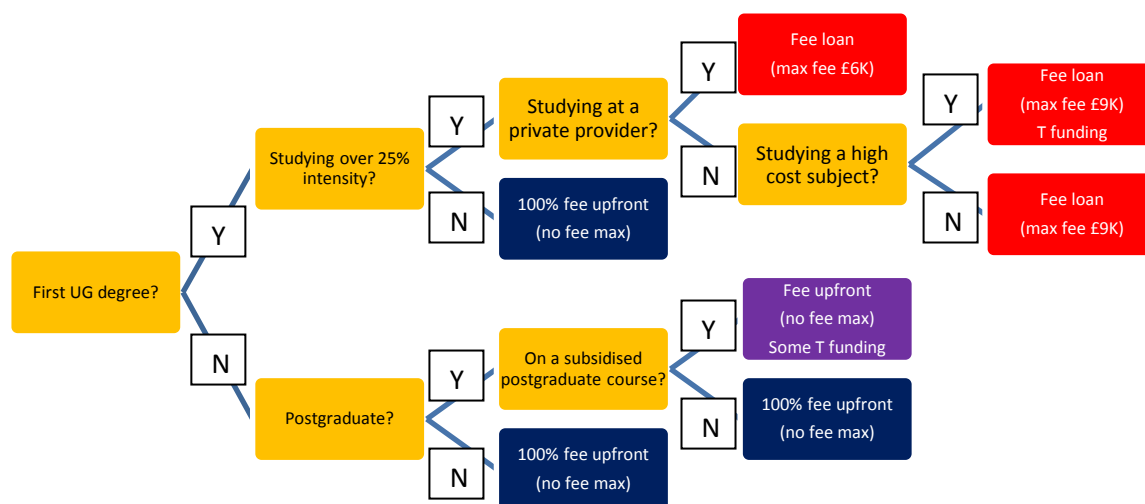 First UG degree?
Y
N
Studying over 25%
intensity?
Y
N
Studying at a
private provider?
Y
N
Fee loan
(max fee £6K)
Studying a high
cost subject?
Y
N
Fee loan
(max fee £9K)
T funding
Fee loan
(max fee £9K)
100% fee upfront
(no fee max)
Postgraduate?
Y
N
On a subsidised
postgraduate course?
Y
N
Fee upfront
(no fee max)
Some T funding
100% fee upfront
(no fee max)
100% fee upfront
(no fee max)